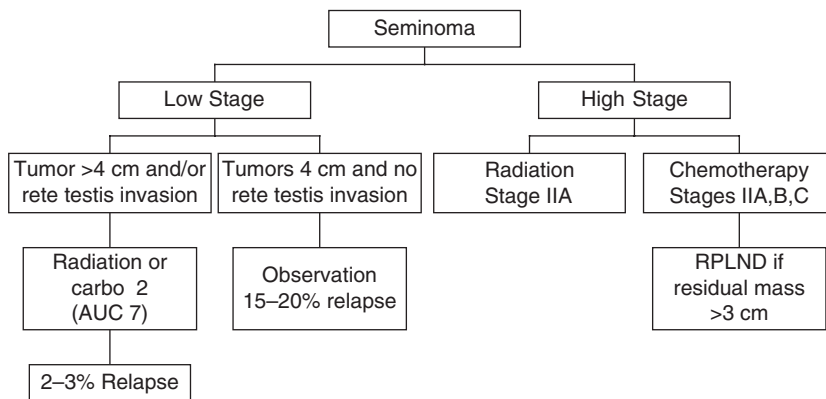 Seminoma
Low Stage
High Stage
Tumor >4 cm and/or
rete testis invasion
Tumors 4 cm and no
rete testis invasion
Radiation
Stage IIA
Chemotherapy
Stages IIA,B,C
Radiation or
carbo 2
(AUC 7)
Observation
15–20% relapse
RPLND if
residual mass
>3 cm
2–3% Relapse